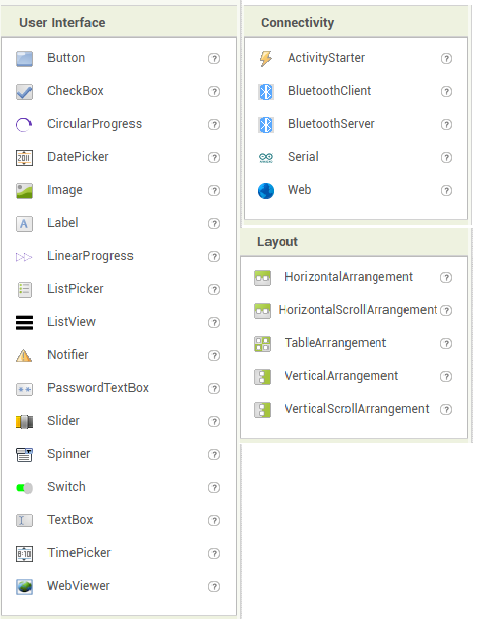 User Interface
Button
CheckBox
CircularProgress
DatePicker
Image
Label
LinearProgress
ListPicker
ListView
Notifier
PasswordTextBox
Slider
Spinner
Switch
TextBox
TimePicker
WebViewer
Connectivity
ActivityStarter
BluetoothClient
BluetoothServer
Serial
Web
Layout
HorizontalArrangement
HorizontalScrollArrangement
TableArrangement
VerticalArrangement
VerticalScrollArrangement